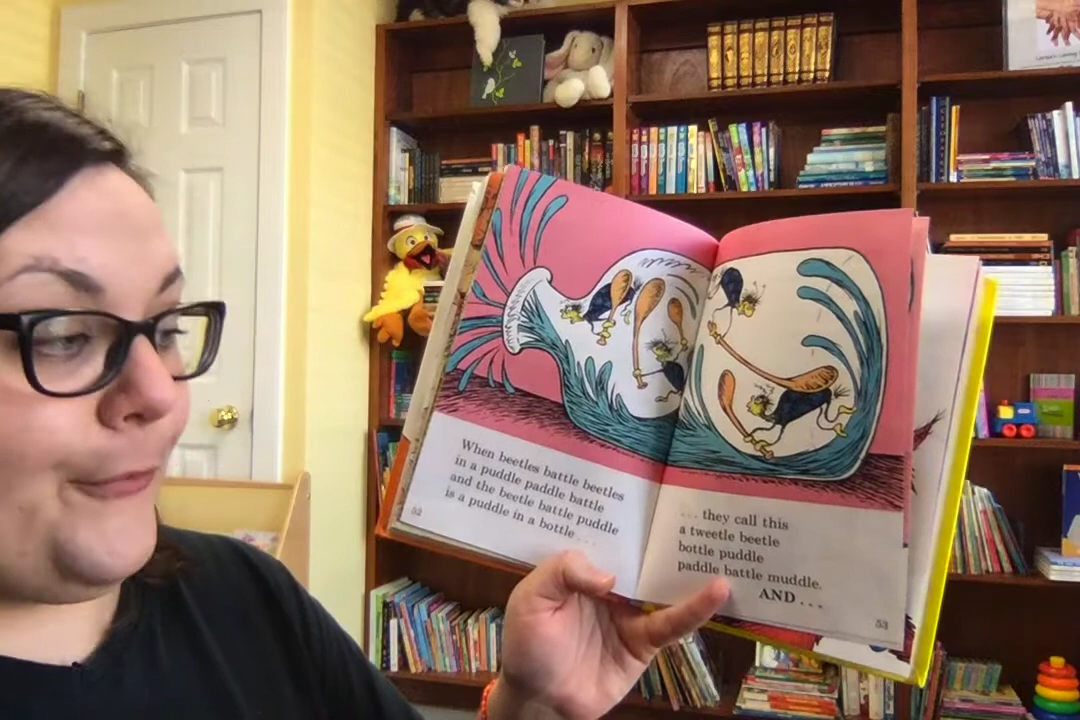 When beetles battle beetles
in a puddle paddle battle
and the beetle battle puddle
is a puddle in a bottle...
52
...they call this
a tweetle beetle
bottle puddle
paddle battle muddle.
AND...
53